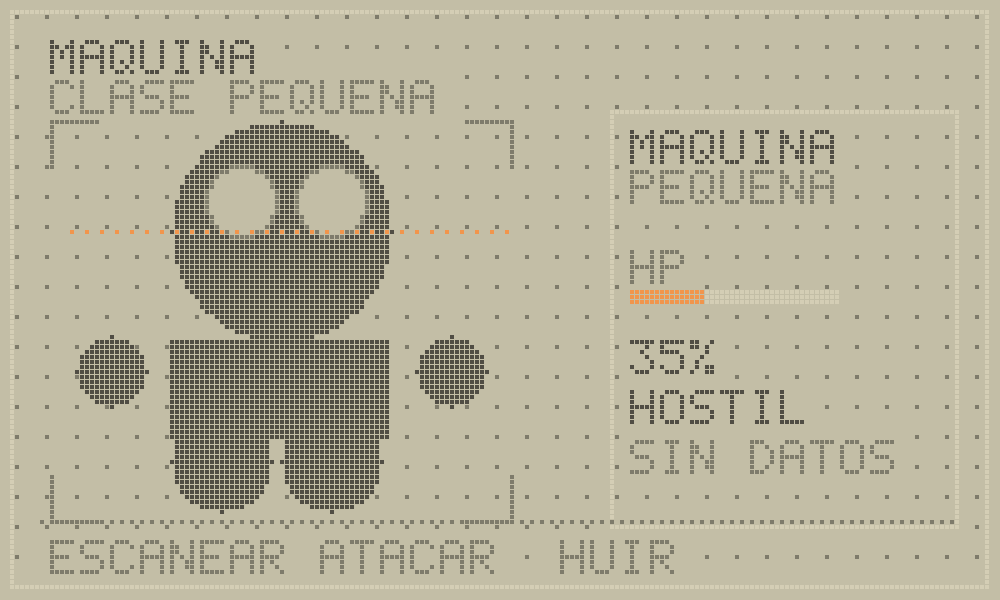 MAQUINA
CLASE PEQUENA
MAQUINA
PEQUENA
HP
35%
HOSTIL
SIN DATOS
ESCANEAR ATACAR HUIR